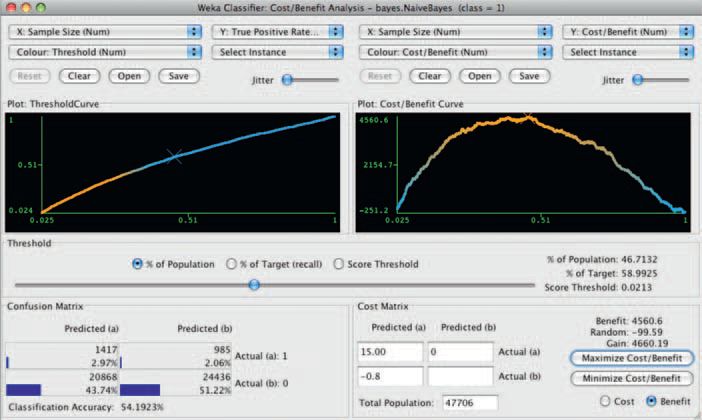 Weka Classifier: Cost/Benefit Analysis - bayes.NaiveBayes (class = 1)
X: Sample Size (Num) Y: True Positive Rate... X: Sample Size (Num) Y: Cost/Benefit (Num)
Colour: Threshold (Num) Select Instance Colour: Cost/Benefit (Num) Select Instance
Reset Clear Open Save Jitter Reset Clear Open Save Jitter
Plot: ThresholdCurve
1
0.51
0.024
0.025 0.51 1
Plot: Cost/Benefit Curve
4560.6
2154.7
-251.2
0.025 0.51 1
Threshold
% of Population % of Target (recall) Score Threshold
% of Population: 46.7132
% of Target: 58.9925
Score Threshold: 0.0213
Confusion Matrix
Predicted (a) Predicted (b)
1417 985
2.97% 2.06% Actual (a): 1
20868 24436
43.74% 51.22% Actual (b): 0
Classification Accuracy: 54.1923%
Cost Matrix
Predicted (a) Predicted (b)
15.00 0 Actual (a)
-0.8 Actual (b)
Total Population: 47706
Benefit: 4560.6
Random: -99.59
Gain: 4660.19
Maximize Cost/Benefit
Minimize Cost/Benefit
Cost Benefit